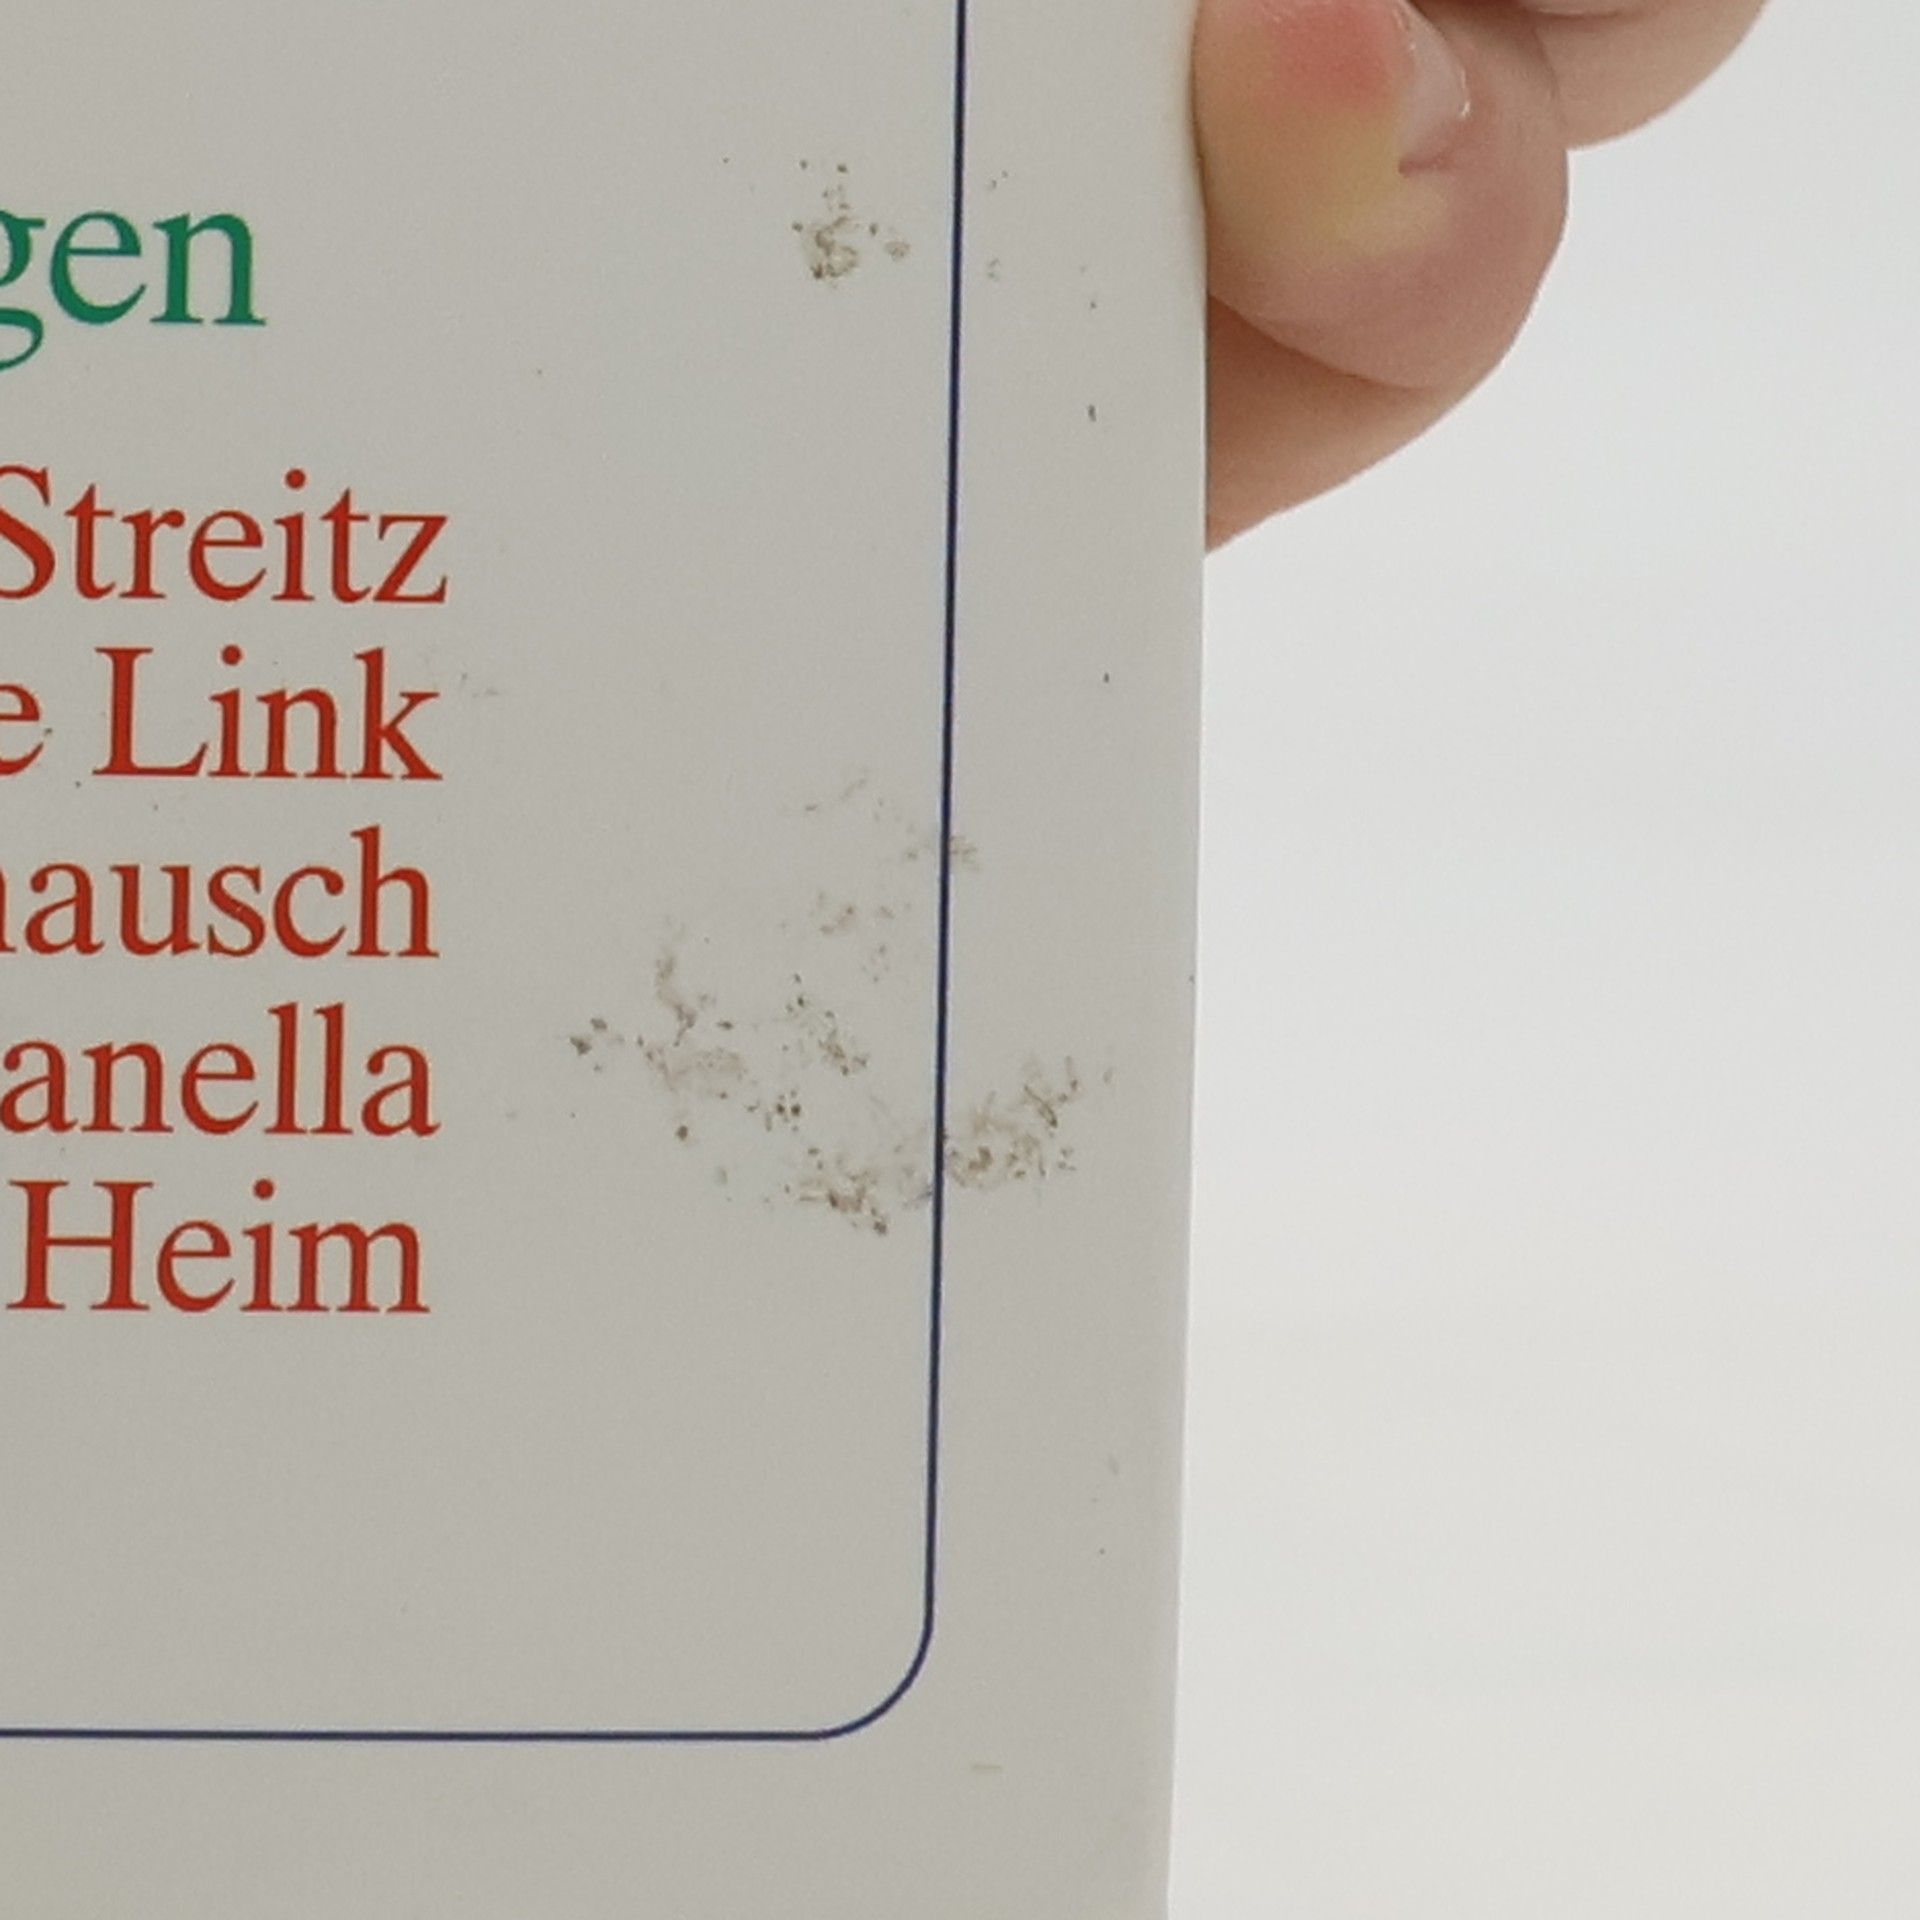 gen
Streitz
e Link
hausch
anella
Heim